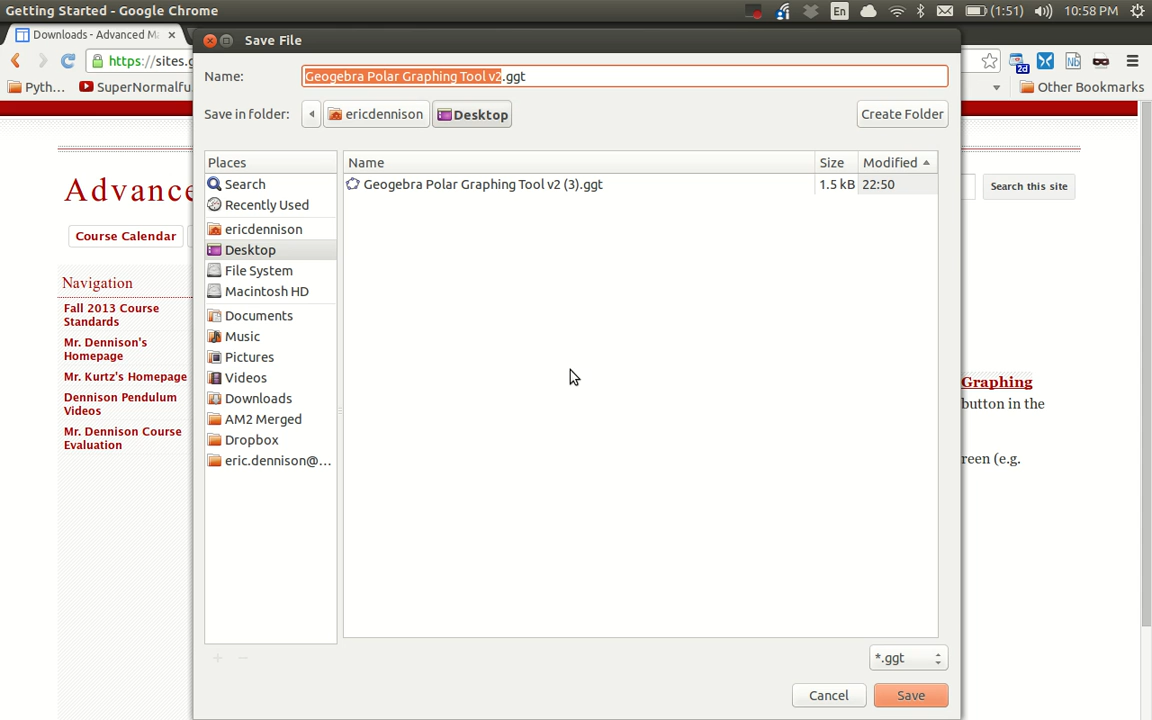 Getting Started - Google Chrome
En
(1:51)
10:58 PM
Downloads - Advanced Ma
https://sites.g
Pyth...
SuperNormalfu
2d
Nb
Other Bookmarks
Save File
Name:
Geogebra Polar Graphing Tool v2.ggt
Save in folder:
ericdennison
Desktop
Create Folder
Places
Name
Size
Modified
Search
Geogebra Polar Graphing Tool v2 (3).ggt
1.5 kB
22:50
Recently Used
ericdennison
Desktop
File System
Macintosh HD
Documents
Music
Pictures
Videos
Downloads
AM2 Merged
Dropbox
eric.dennison@...
*.ggt
Cancel
Save
Advance
Search this site
Course Calendar
Navigation
Fall 2013 Course
Standards
Mr. Dennison's
Homepage
Mr. Kurtz's Homepage
Dennison Pendulum
Videos
Mr. Dennison Course
Evaluation
Graphing
button in the
reen (e.g.